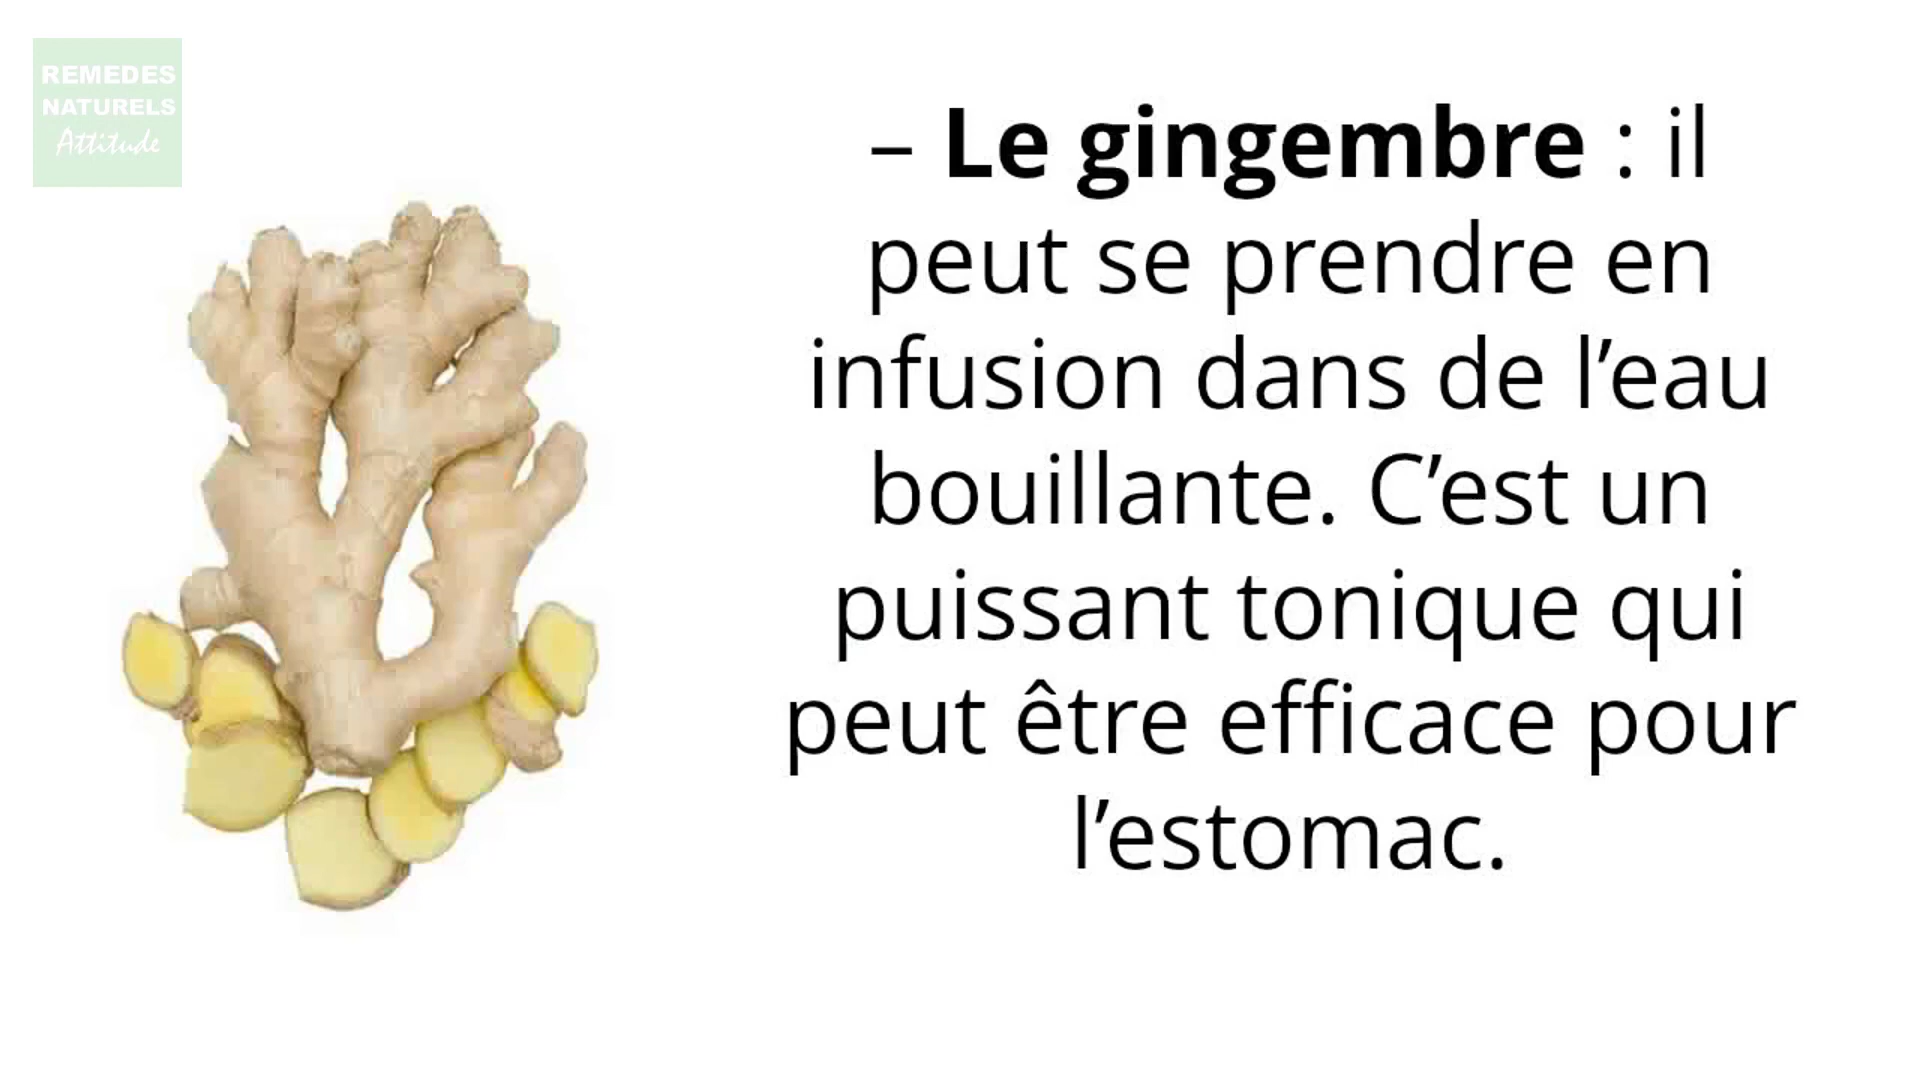 REMEDES
NATURELS
Attitude
– Le gingembre : il
peut se prendre en
infusion dans de l’eau
bouillante. C’est un
puissant tonique qui
peut être efficace pour
l’estomac.